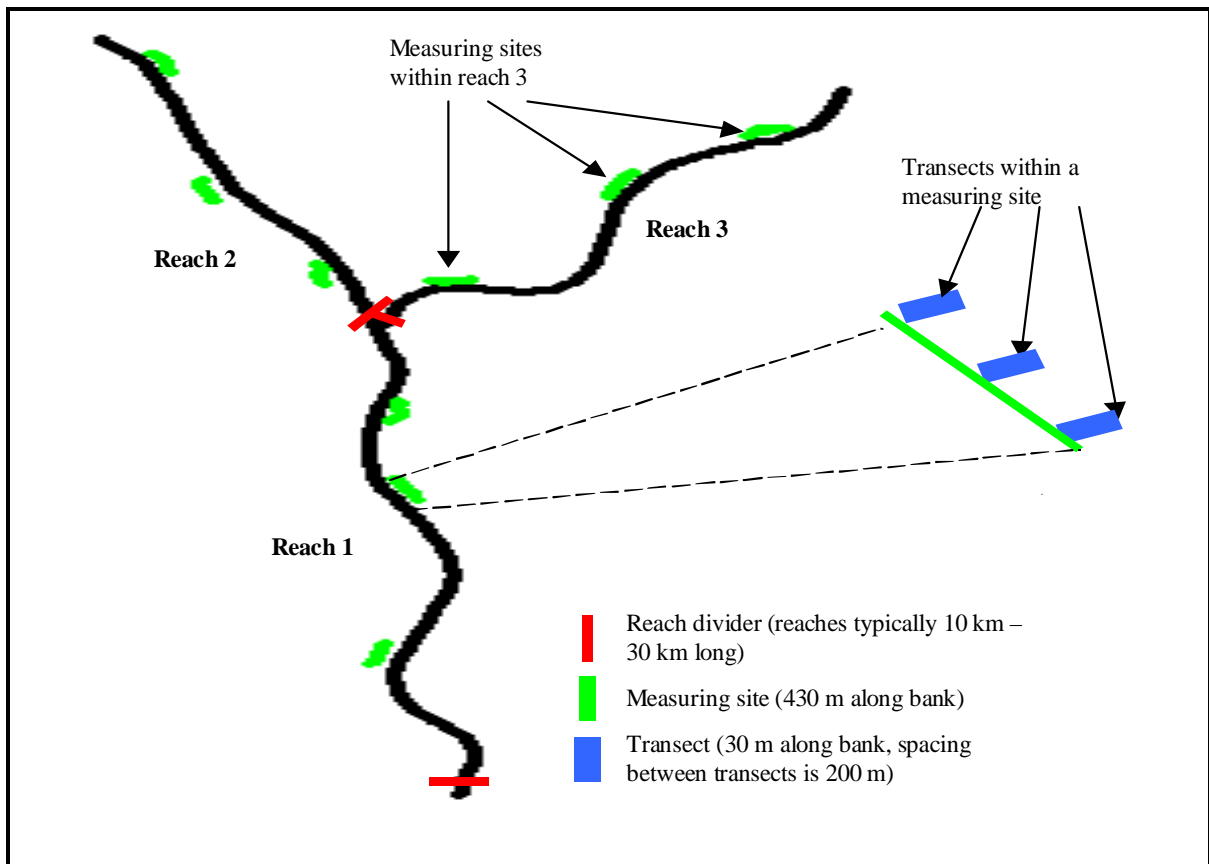 Measuring sites
within reach 3
Transects within a
measuring site
Reach 3
Reach 2
Reach 1
Reach divider (reaches typically 10 km –
30 km long)
Measuring site (430 m along bank)
Transect (30 m along bank, spacing
between transects is 200 m)